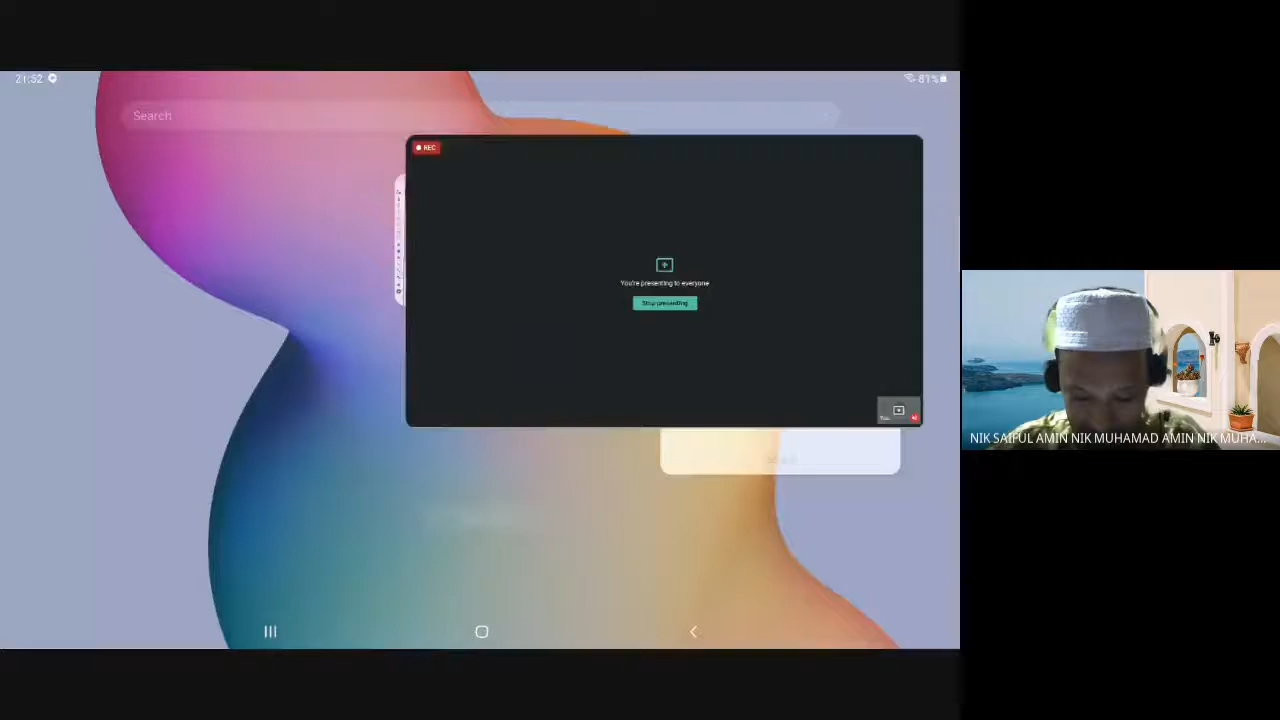 21:52
81%
Search
REC
You're presenting to everyone
Stop presenting
NIK SAIFUL AMIN NIK MUHAMAD AMIN NIK MUHA...